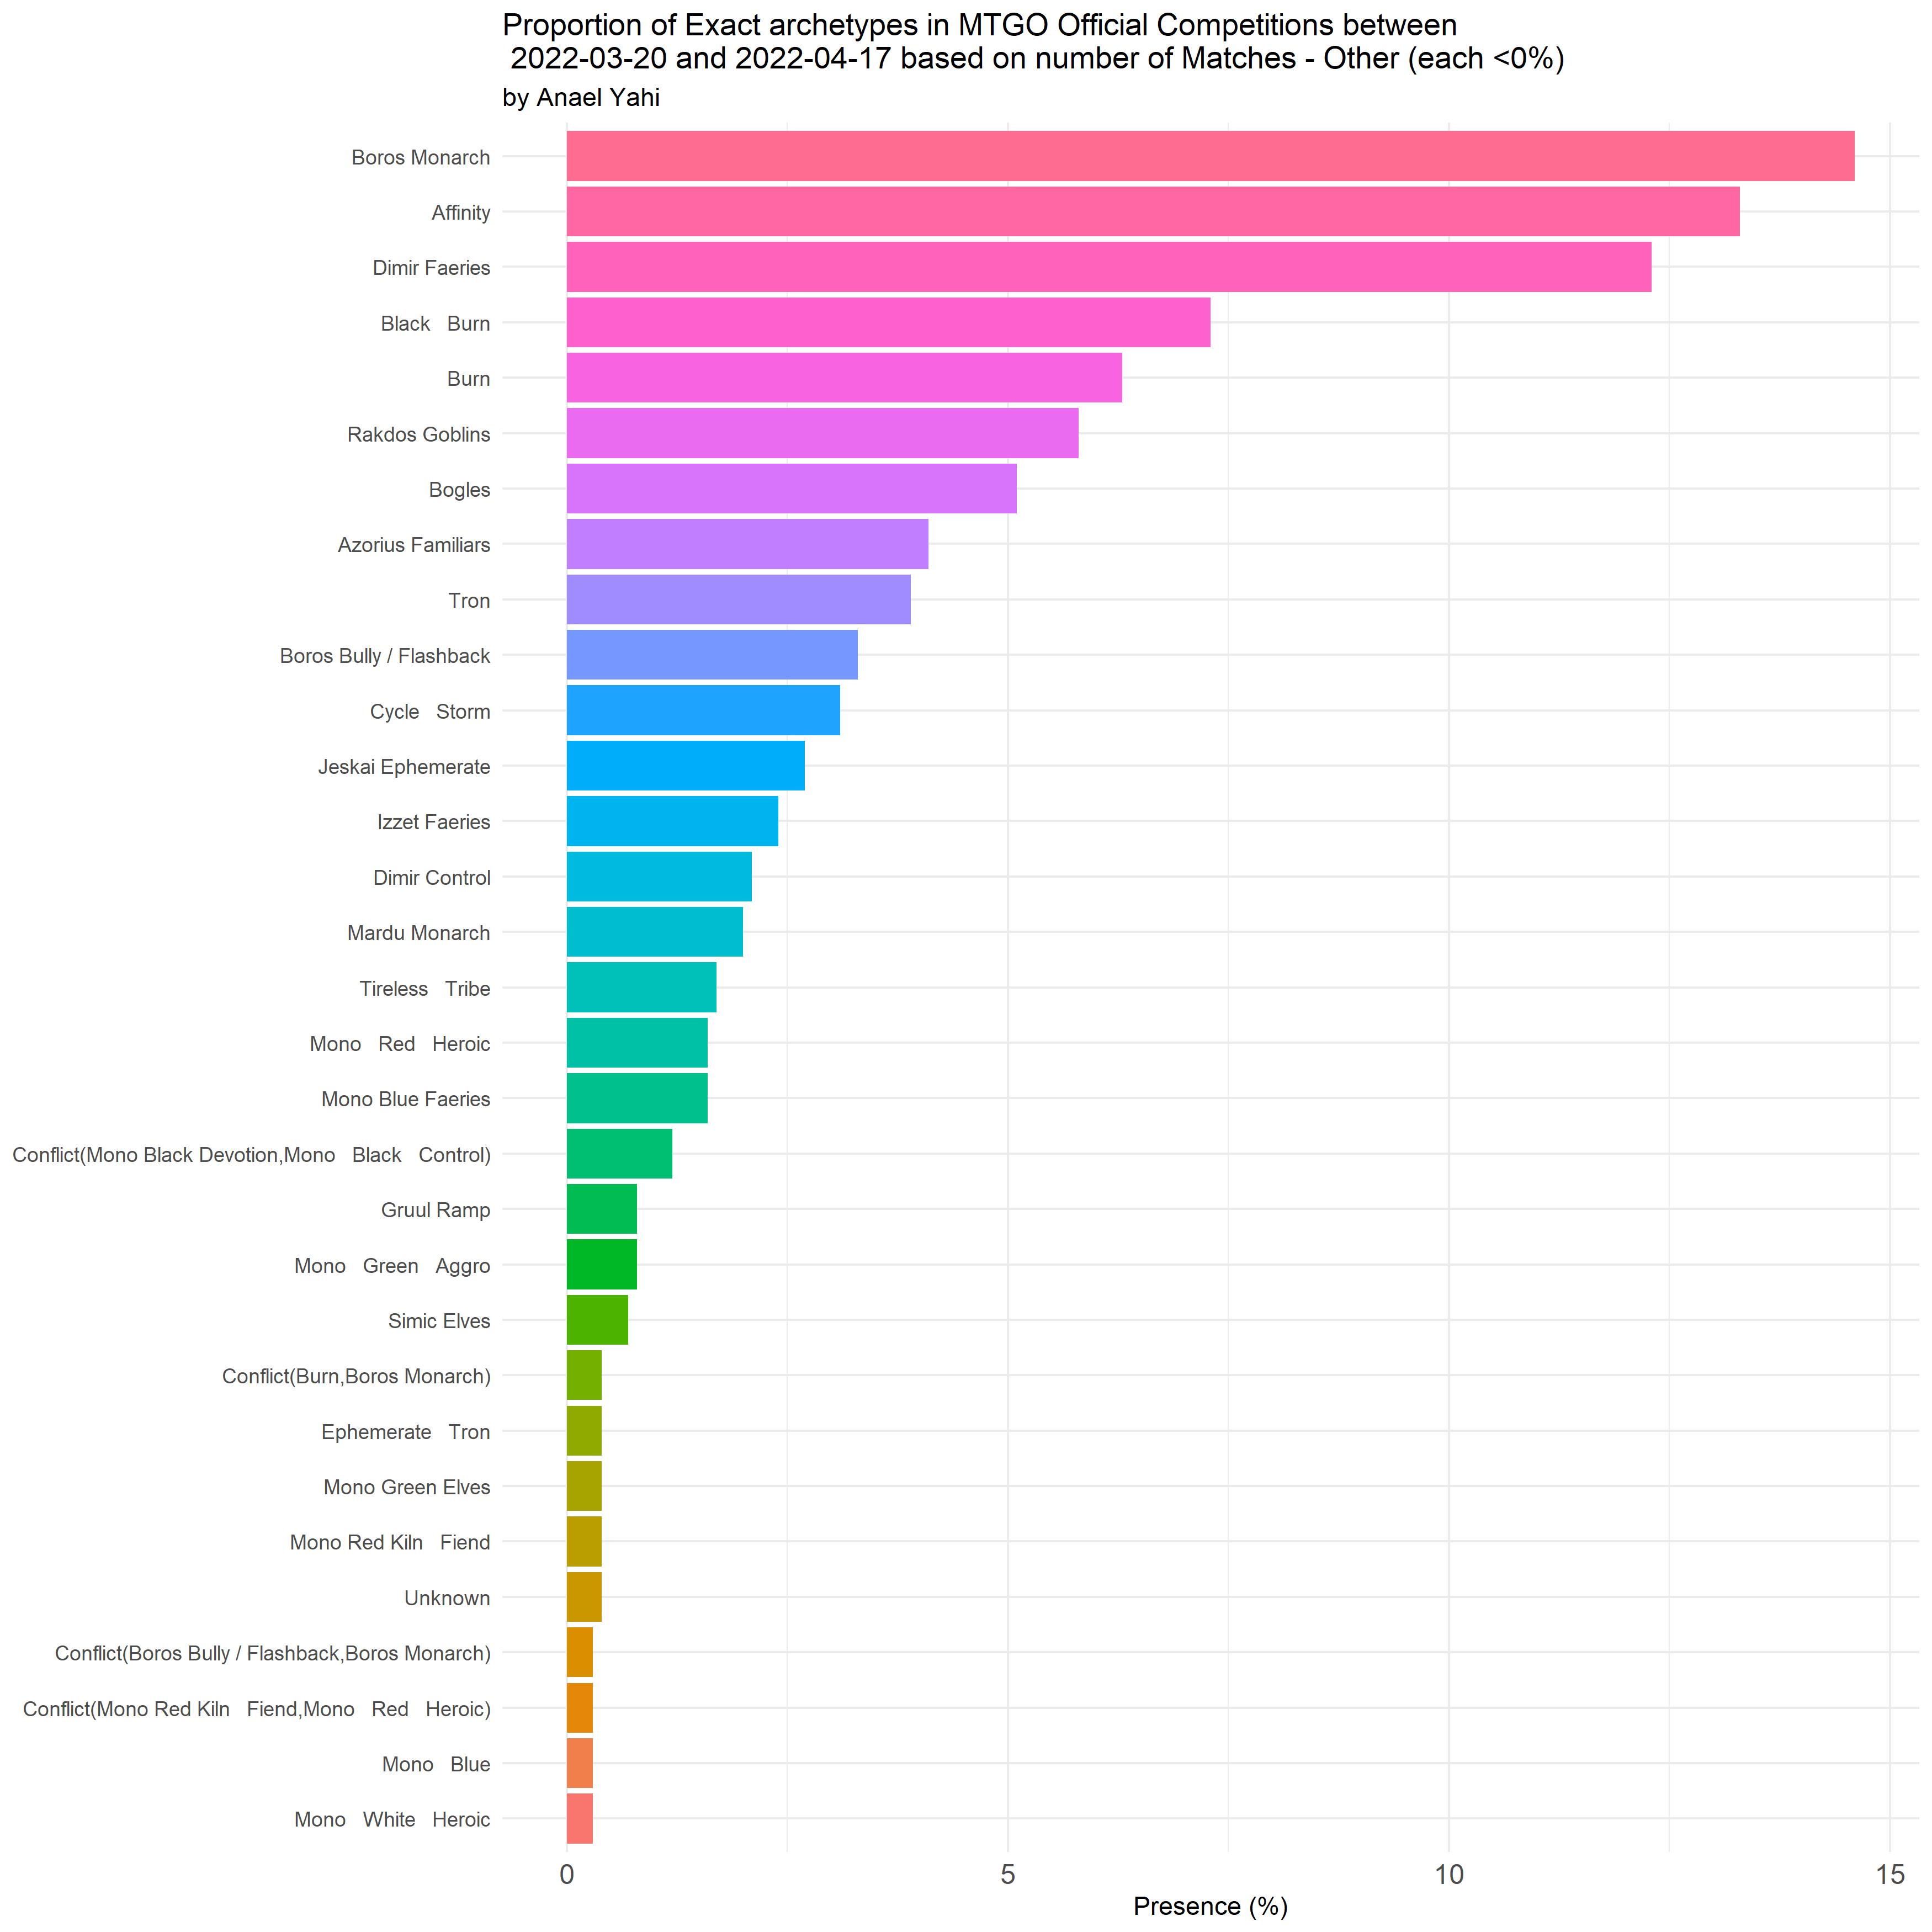 Proportion of Exact archetypes in MTGO Official Competitions between
2022-03-20 and 2022-04-17 based on number of Matches - Other (each <0%)
by Anael Yahi
Boros Monarch
Affinity
Dimir Faeries
Black   Burn
Burn
Rakdos Goblins
Bogles
Azorius Familiars
Tron
Boros Bully / Flashback
Cycle   Storm
Jeskai Ephemerate
Izzet Faeries
Dimir Control
Mardu Monarch
Tireless   Tribe
Mono   Red   Heroic
Mono Blue Faeries
Conflict(Mono Black Devotion,Mono   Black   Control)
Gruul Ramp
Mono   Green   Aggro
Simic Elves
Conflict(Burn,Boros Monarch)
Ephemerate   Tron
Mono Green Elves
Mono Red Kiln   Fiend
Unknown
Conflict(Boros Bully / Flashback,Boros Monarch)
Conflict(Mono Red Kiln   Fiend,Mono   Red   Heroic)
Mono   Blue
Mono   White   Heroic
0 5 10 15
Presence (%)